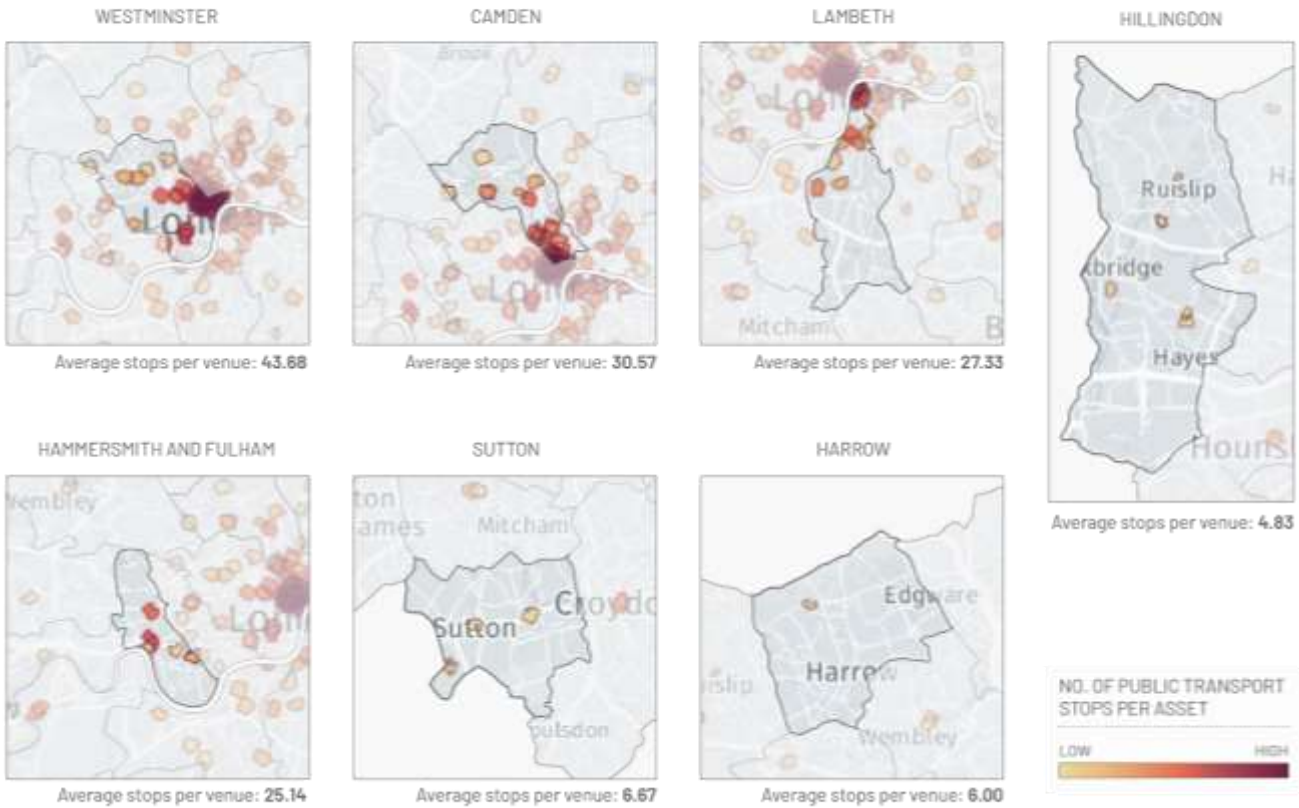 WESTMINSTER
CAMDEN
LAMBETH
HILLINGDON
Ruislip
Hayes
Mitcham
Average stops per venue: 43.68
Average stops per venue: 30.57
Average stops per venue: 27.33
HAMMERSMITH AND FULHAM
SUTTON
HARROW
Average stops per venue: 4.83
Wembley
Mitcham
Sutton
Edgware
Harrow
Wembley
NO. OF PUBLIC TRANSPORT
STOPS PER ASSET
LOW HIGH
Average stops per venue: 25.14
Average stops per venue: 6.67
Average stops per venue: 6.00